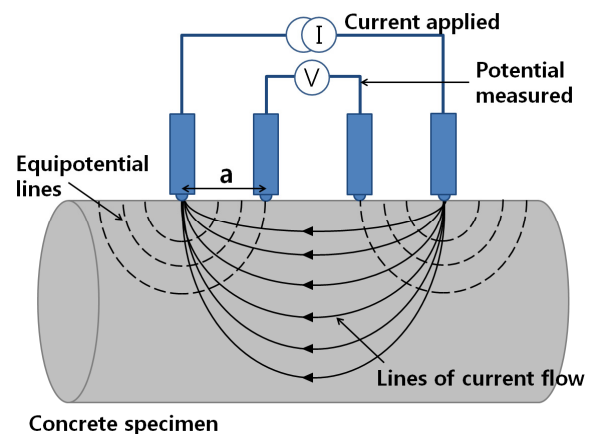 Current applied
I
V
Potential
measured
Equipotential
lines
a
Lines of current flow
Concrete specimen